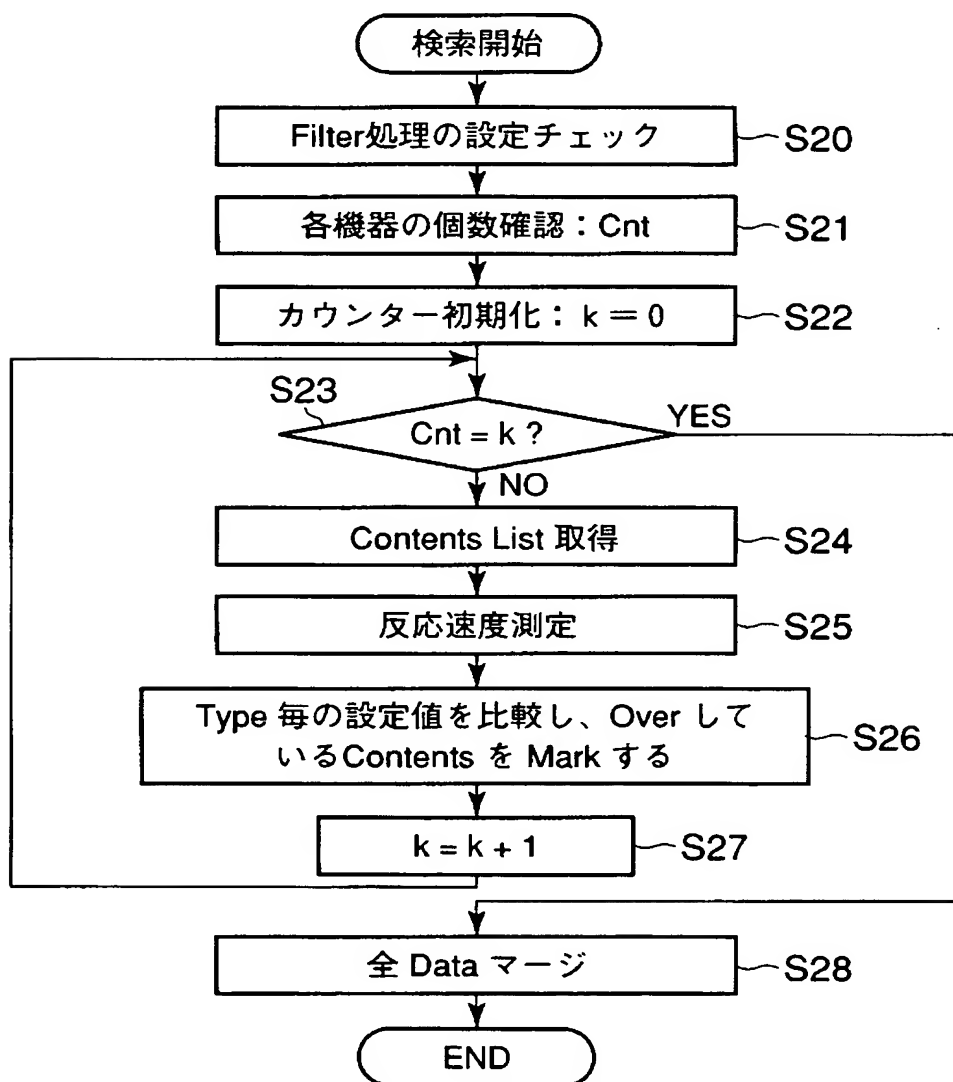 検索開始
Filter処理の設定チェック
S20
各機器の個数確認：Cnt
S21
カウンター初期化： k ＝ 0
S22
S23
Cnt = k ?
YES
NO
Contents List 取得
S24
反応速度測定
S25
Type 毎の設定値を比較し、Over して
いるContents を Mark する
S26
k = k + 1
S27
全 Data マージ
S28
END